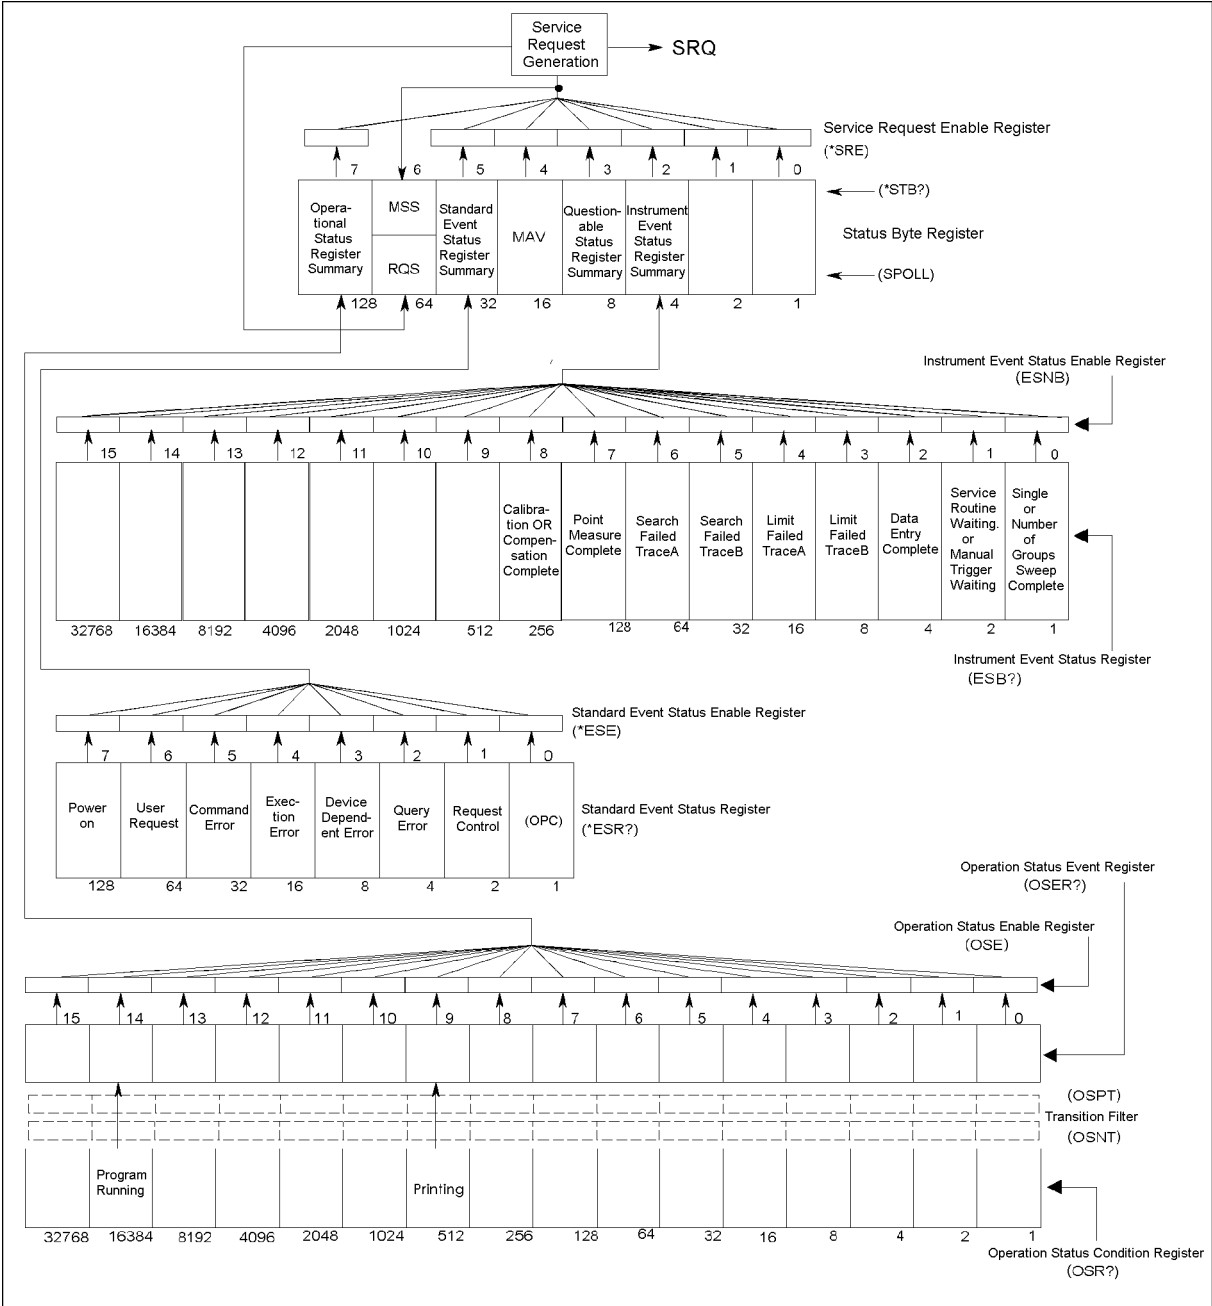 Service
Request
Generation
SRQ
Service Request Enable Register
(*SRE)
7 6 5 4 3 2 1 0
Opera-
tional
Status
Register
Summary
MSS
RQS
Standard
Event
Status
Register
Summary
MAV
Question-
able
Status
Register
Summary
Instrument
Event
Status
Register
Summary
(*STB?)
Status Byte Register
(SPOLL)
128 64 32 16 8 4 2 1
Instrument Event Status Enable Register
(ESNB)
15 14 13 12 11 10 9 8 7 6 5 4 3 2 1 0
Calibra-
tion OR
Compen-
sation
Complete
Point
Measure
Complete
Search
Failed
TraceA
Search
Failed
TraceB
Limit
Failed
TraceA
Limit
Failed
TraceB
Data
Entry
Complete
Service
Routine
Waiting.
or
Manual
Trigger
Waiting
Single
or
Number
of
Groups
Sweep
Complete
32768 16384 8192 4096 2048 1024 512 256 128 64 32 16 8 4 2 1
Instrument Event Status Register
(ESB?)
Standard Event Status Enable Register
(*ESE)
7 6 5 4 3 2 1 0
Power
on
User
Request
Command
Error
Exec-
tion
Error
Device
Depend-
ent Error
Query
Error
Request
Control
(OPC)
Standard Event Status Register
(*ESR?)
128 64 32 16 8 4 2 1
Operation Status Event Register
(OSER?)
Operation Status Enable Register
(OSE)
15 14 13 12 11 10 9 8 7 6 5 4 3 2 1 0
(OSPT)
Transition Filter
(OSNT)
Program
Running
Printing
32768 16384 8192 4096 2048 1024 512 256 128 64 32 16 8 4 2 1
Operation Status Condition Register
(OSR?)